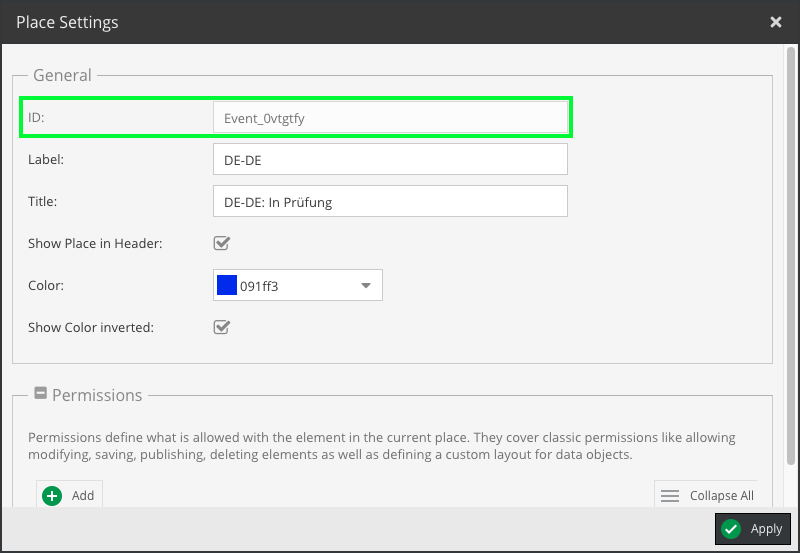 Place Settings
General
ID: Event_0vtgtfy
Label: DE-DE
Title: DE-DE: In Prüfung
Show Place in Header:
Color: 091ff3
Show Color inverted:
Permissions
Permissions define what is allowed with the element in the current place. They cover classic permissions like allowing
modifying, saving, publishing, deleting elements as well as defining a custom layout for data objects.
Add Collapse All
Apply